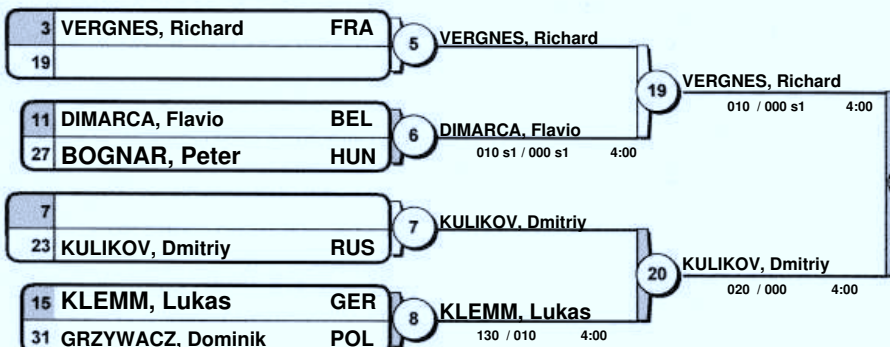 3 VERGNES, Richard FRA
19
5
VERGNES, Richard
11 DIMARCA, Flavio BEL
27 BOGNAR, Peter HUN
6
DIMARCA, Flavio
010 s1 / 000 s1 4:00
19
VERGNES, Richard
010 / 000 s1 4:00
7
23 KULIKOV, Dmitriy RUS
7
KULIKOV, Dmitriy
15 KLEMM, Lukas GER
31 GRZYWACZ, Dominik POL
8
KLEMM, Lukas
130 / 010 4:00
20
KULIKOV, Dmitriy
020 / 000 4:00